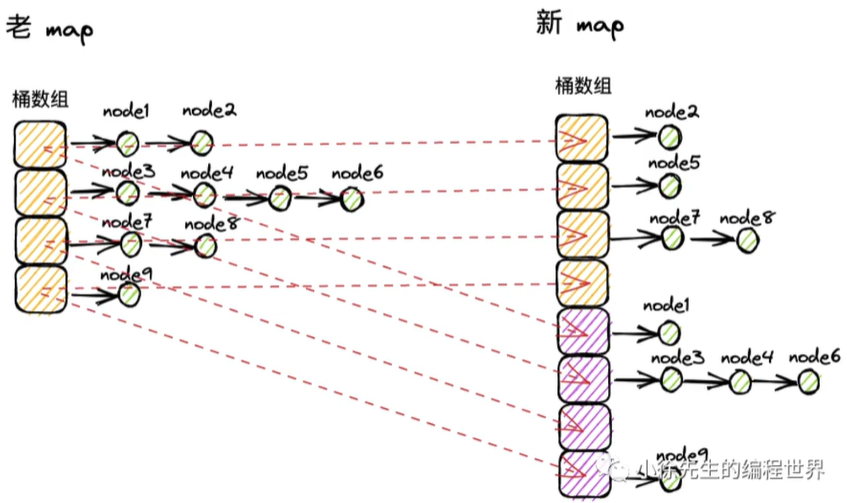 老 map
新 map
桶数组
node1 node2
node3 node4 node5 node6
node7 node8
node9
桶数组
node2
node5
node7 node8
node1
node3 node4 node6
node9
小徐先生的编程世界